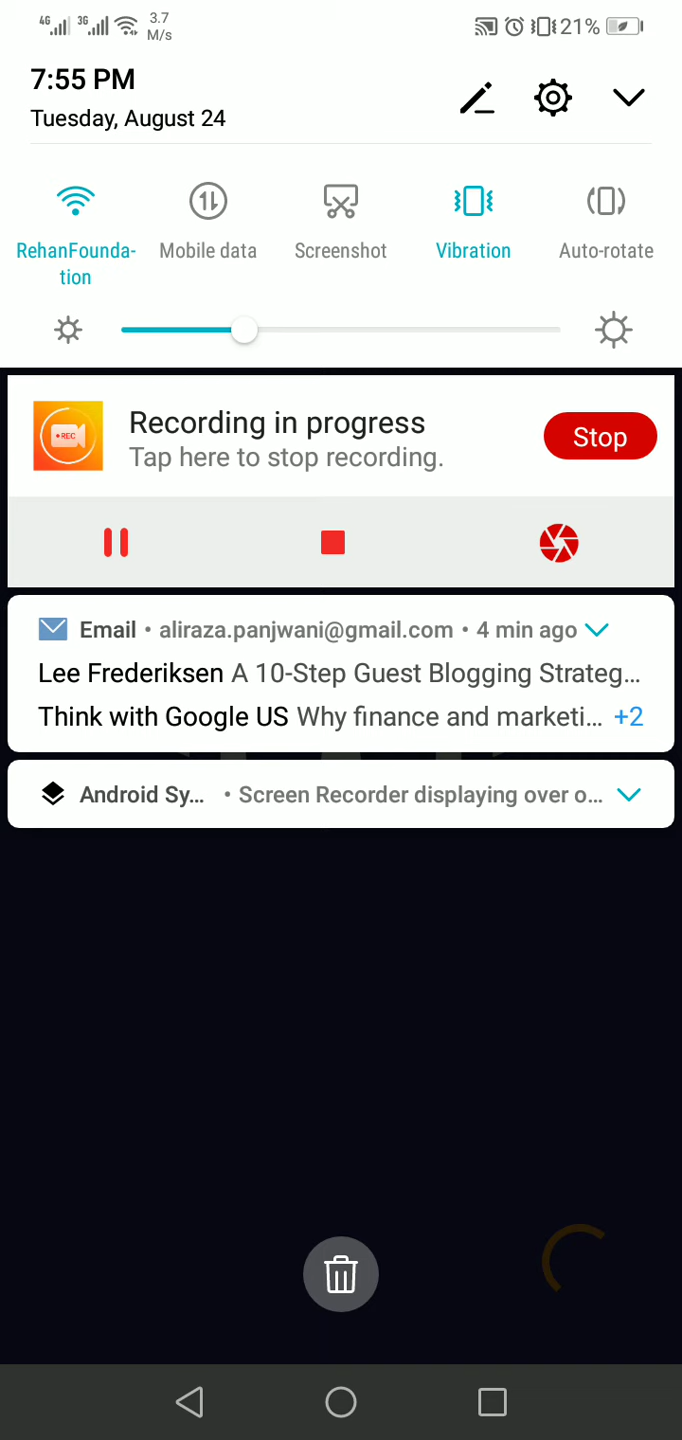 4G 3G 3.7 M/s 21%
7:55 PM
Tuesday, August 24
RehanFounda-
tion
Mobile data
Screenshot
Vibration
Auto-rotate
REC
Recording in progress
Tap here to stop recording.
Stop
Email • aliraza.panjwani@gmail.com • 4 min ago
Lee Frederiksen A 10-Step Guest Blogging Strateg...
Think with Google US Why finance and marketi... +2
Android Sy... • Screen Recorder displaying over o...